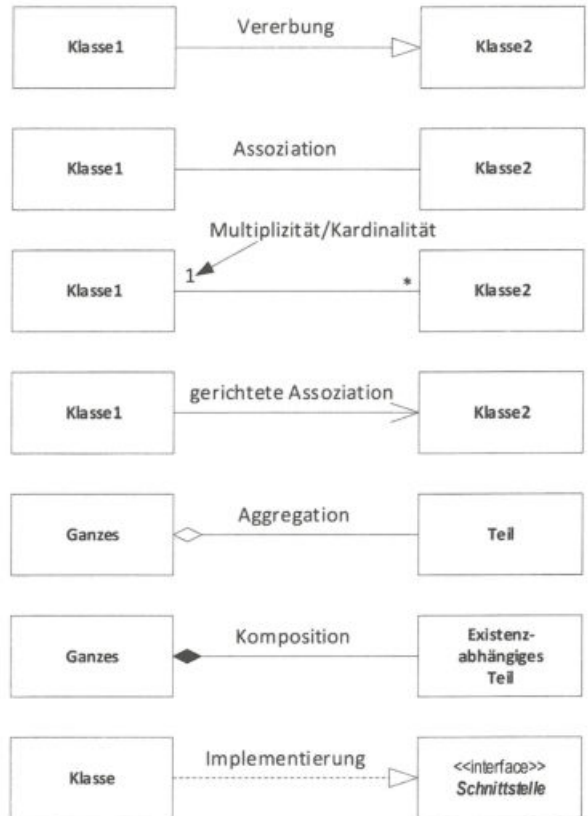 Vererbung
Klasse1
Klasse2
Assoziation
Klasse1
Klasse2
Multiplizität/Kardinalität
1
*
Klasse1
Klasse2
gerichtete Assoziation
Klasse1
Klasse2
Aggregation
Ganzes
Teil
Komposition
Ganzes
Existenz-
abhängiges
Teil
Implementierung
Klasse
<<interface>>
Schnittstelle